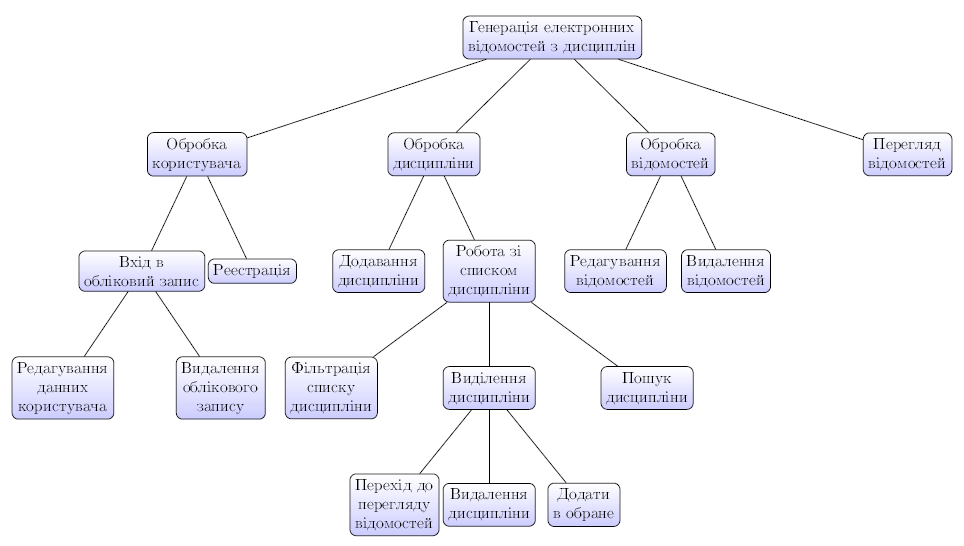 Генерація електронних
відомостей з дисциплін
Обробка
користувача
Обробка
дисципліни
Обробка
відомостей
Перегляд
відомостей
Вхід в
обліковий запис
Реестрація
Додавання
дисципліни
Робота зі
списком
дисципліни
Редагування
відомостей
Видалення
відомостей
Редагування
данних
користувача
Видалення
облікового
запису
Фільтрація
списку
дисципліни
Виділення
дисципліни
Пошук
дисципліни
Перехід до
перегляду
відомостей
Видалення
дисципліни
Додати
в обране